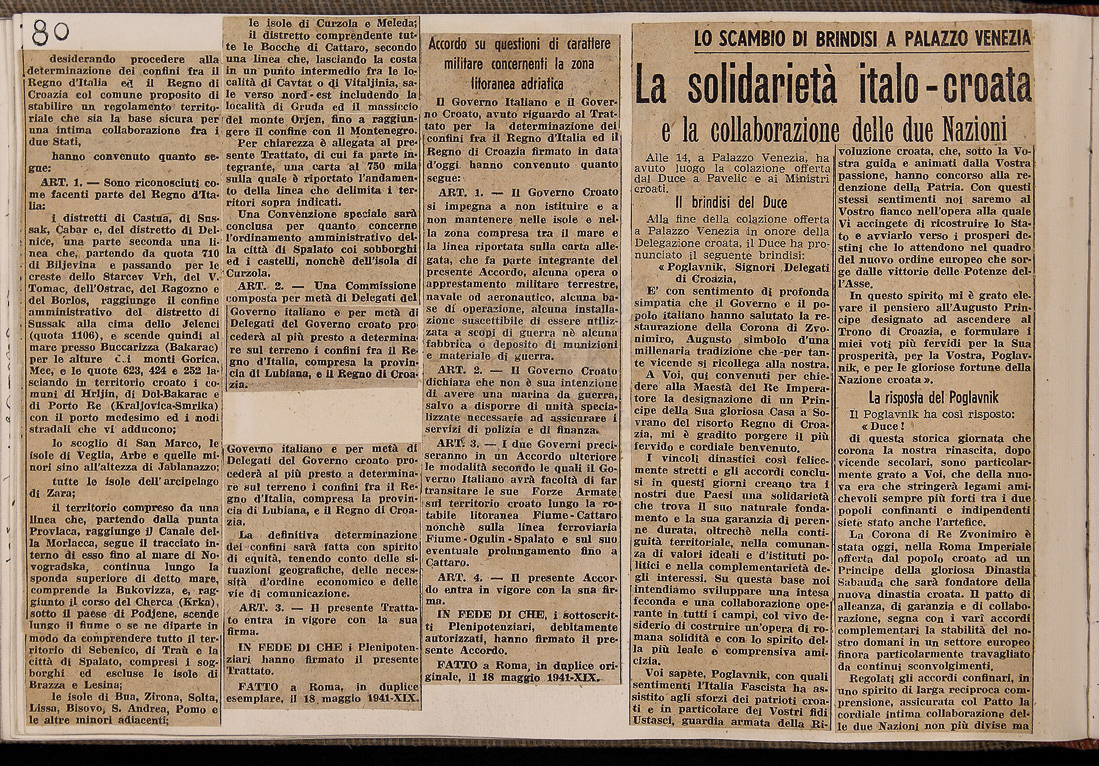 80
desiderando procedere alla
determinazione dei confini fra il
Regno d'Italia ed il Regno di
Croazia col comune proposito di
stabilire un regolamento territo-
riale che sia la base sicura per
una intima collaborazione fra i
due Stati,
hanno convenuto quanto se-
gue:
ART. 1. — Sono riconosciuti co-
me facenti parte del Regno d'Ita-
lia:
i distretti di Castua, di Sus-
sak, Cabar e, del distretto di Del-
nice, una parte seconda una li-
nea che, partendo da quota 710
di Biljevina e passando per le
creste dello Starcev Vrh, del V.
Tomac, dell'Ostrac, del Ragozno e
del Borlos, raggiunge il confine
amministrativo del distretto di
Sussak alla cima dello Jelenci
(quota 1106), e scende quindi al
mare presso Buccarizza (Bakarac)
per le alture di monti Gorica,
Mee, e le quote 623, 424 e 252 la-
sciando in territorio croato i co-
muni di Hrljin, di Dol-Bakarac e
di Porto Re (Kraljovica-Smrika)
con il porto medesimo ed i nodi
stradali che vi adducono;
lo scoglio di San Marco, le
isole di Veglia, Arbe e quelle mi-
nori sino all'altezza di Jablanazzo;
tutte le isole dell'arcipelago
di Zara;
il territorio compreso da una
linea che, partendo dalla punta
Provlaca, raggiunge il Canale del-
la Morlacca, segue il tracciato in-
terno di esso fino al mare di No-
vogradska, continua lungo la
sponda superiore di detto mare,
comprende la Bukovizza, e, rag-
giunto il corso del Cherca (Krka),
sotto il paese di Podjene, scende
lungo il fiume o se ne diparte in
modo da comprendere tutto il ter-
ritorio di Sebenico, di Traù e la
città di Spalato, compresi i sog-
borghi ed escluse le isole di
Brazza e Lesina;
le isole di Bua, Zirona, Solta,
Lissa, Bisovo, S. Andrea, Pomo e
le altre minori adiacenti;
le isole di Curzola e Meleda;
il distretto comprendente tut-
te le Bocche di Cattaro, secondo
una linea che, lasciando la costa
in un punto intermedio fra le lo-
calità di Cavtat o di Vitaljinia, sa-
le verso nord-est includendo la
località di Gruda ed il massiccio
del monte Orjen, fino a raggiun-
gere il confine con il Montenegro.
Per chiarezza è allegata al pre-
sente Trattato, di cui fa parte in-
tegrante, una carta al 750 mila
sulla quale è riportato l'andamen-
to della linea che delimita i ter-
ritori sopra indicati.
Una Convenzione speciale sarà
conclusa per quanto concerne
l'ordinamento amministrativo del-
la città di Spalato coi sobborghi
ed i castelli, nonchè dell'isola di
Curzola.
ART. 2. — Una Commissione
composta per metà di Delegati del
Governo italiano e per metà di
Delegati del Governo croato pro-
cederà al più presto a determina-
re sul terreno i confini fra il Re-
gno d'Italia, compresa la provin-
cia di Lubiana, e il Regno di Croa-
zia.
Governo italiano e per metà di
Delegati del Governo croato pro-
cederà al più presto a determina-
re sul terreno i confini fra il Re-
gno d'Italia, compresa la provin-
cia di Lubiana, e il Regno di Croa-
zia.
La definitiva determinazione
dei confini sarà fatta con spirito
di equità, tenendo conto delle si-
tuazioni geografiche, delle neces-
sità d'ordine economico e delle
vie di comunicazione.
ART. 3. — Il presente Tratta-
to entra in vigore con la sua
firma.
IN FEDE DI CHE i Plenipoten-
ziari hanno firmato il presente
Trattato.
FATTO a Roma, in duplice
esemplare, il 18 maggio 1941-XIX.
Accordo su questioni di carattere
militare concernenti la zona
litoranea adriatica
Il Governo Italiano e il Gover-
no Croato, avuto riguardo al Trat-
tato per la determinazione dei
confini fra il Regno d'Italia ed il
Regno di Croazia firmato in data
d'oggi hanno convenuto quanto
segue:
ART. 1. — Il Governo Croato
si impegna a non istituire e a
non mantenere nelle isole e nel-
la zona compresa tra il mare e
la linea riportata sulla carta alle-
gata, che fa parte integrante del
presente Accordo, alcuna opera o
apprestamento militare terrestre,
navale od aeronautico, alcuna ba-
se di operazione, alcuna installa-
zione suscettibile di essere utiliz-
zata a scopi di guerra nè alcuna
fabbrica o deposito di munizioni
e materiale di guerra.
ART. 2. — Il Governo Croato
dichiara che non è sua intenzione
di avere una marina da guerra,
salvo a disporre di unità specia-
lizzate necessarie ad assicurare i
servizi di polizia e di finanza.
ART. 3. — I due Governi preci-
seranno in un Accordo ulteriore
le modalità secondo le quali il Go-
verno Italiano avrà facoltà di far
transitare le sue Forze Armate
sul territorio croato lungo la ro-
tabile litoranea Fiume-Cattaro
nonchè sulla linea ferroviaria
Fiume-Ogulin-Spalato e sul suo
eventuale prolungamento fino a
Cattaro.
ART. 4. — Il presente Accor-
do entra in vigore con la sua fir-
ma.
IN FEDE DI CHE, i sottoscrit-
ti Plenipotenziari, debitamente
autorizzati, hanno firmato il pre-
sente Accordo.
FATTO a Roma, in duplice ori-
ginale, il 18 maggio 1941-XIX.
LO SCAMBIO DI BRINDISI A PALAZZO VENEZIA
La solidarietà italo-croata
e la collaborazione delle due Nazioni
Alle 14, a Palazzo Venezia, ha
avuto luogo la colazione offerta
dal Duce a Pavelic e ai Ministri
croati.
Il brindisi del Duce
Alla fine della colazione offerta
a Palazzo Venezia in onore della
Delegazione croata, il Duce ha pro-
nunciato il seguente brindisi:
« Poglavnik, Signori Delegati
di Croazia,
E' con sentimento di profonda
simpatia che il Governo e il po-
polo italiano hanno salutato la re-
staurazione della Corona di Zvo-
nimiro, Augusto simbolo d'una
millenaria tradizione che per tan-
te vicende si ricollega alla nostra.
A Voi, qui convenuti per chie-
dere alla Maestà del Re Impera-
tore la designazione di un Prin-
cipe della Sua gloriosa Casa a So-
vrano del risorto Regno di Croa-
zia, mi è gradito porgere il più
fervido e cordiale benvenuto.
I vincoli dinastici così felice-
mente stretti e gli accordi conclu-
si in questi giorni creano tra i
nostri due Paesi una solidarietà
che trova il suo naturale fonda-
mento e la sua garanzia di peren-
ne durata, oltrechè nella conti-
guità territoriale, nella comunan-
za di valori ideali e d'istituti po-
litici e nella complementarietà de-
gli interessi. Su questa base noi
intendiamo sviluppare una intesa
feconda e una collaborazione ope-
rante in tutti i campi, col vivo de-
siderio di costruire un'opera di ro-
mana solidità e con lo spirito del-
la più leale e comprensiva ami-
cizia.
Voi sapete, Poglavnik, con quali
sentimenti l'Italia Fascista ha as-
sistito agli sforzi dei patrioti croa-
ti e in particolare dei Vostri fidi
Ustasci, guardia armata della Ri-
voluzione croata, che, sotto la Vo-
stra guida e animati dalla Vostra
passione, hanno concorso alla re-
denzione della Patria. Con questi
stessi sentimenti noi saremo al
Vostro fianco nell'opera alla quale
Vi accingete di ricostruire lo Sta-
to e avviarlo verso i prosperi de-
stini che lo attendono nel quadro
del nuovo ordine europeo che sor-
ge dalle vittorie delle Potenze del-
l'Asse.
In questo spirito mi è grato ele-
vare il pensiero all'Augusto Prin-
cipe designato ad ascendere al
Trono di Croazia, e formulare i
miei voti più fervidi per la Sua
prosperità, per la Vostra, Poglav-
nik, e per le gloriose fortune della
Nazione croata ».
La risposta del Poglavnik
Il Poglavnik ha così risposto:
« Duce !
di questa storica giornata che
corona la nostra rinascita, dopo
vicende secolari, sono particolar-
mente grato a Voi, che della nuo-
va era che stringerà legami ami-
chevoli sempre più forti tra i due
popoli confinanti e indipendenti
siete stato anche l'artefice.
La Corona di Re Zvonimiro è
stata oggi, nella Roma Imperiale
offerta dal popolo croato ad un
Principe della gloriosa Dinastia
Sabauda che sarà fondatore della
nuova dinastia croata. Il patto di
alleanza, di garanzia e di collabo-
razione, segna con i vari accordi
complementari la stabilità del no-
stro domani in un settore europeo
finora particolarmente travagliato
da continui sconvolgimenti.
Regolati gli accordi confinari, in
uno spirito di larga reciproca com-
prensione, assicurata col Patto la
cordiale intima collaborazione del-
le due Nazioni non più divise ma